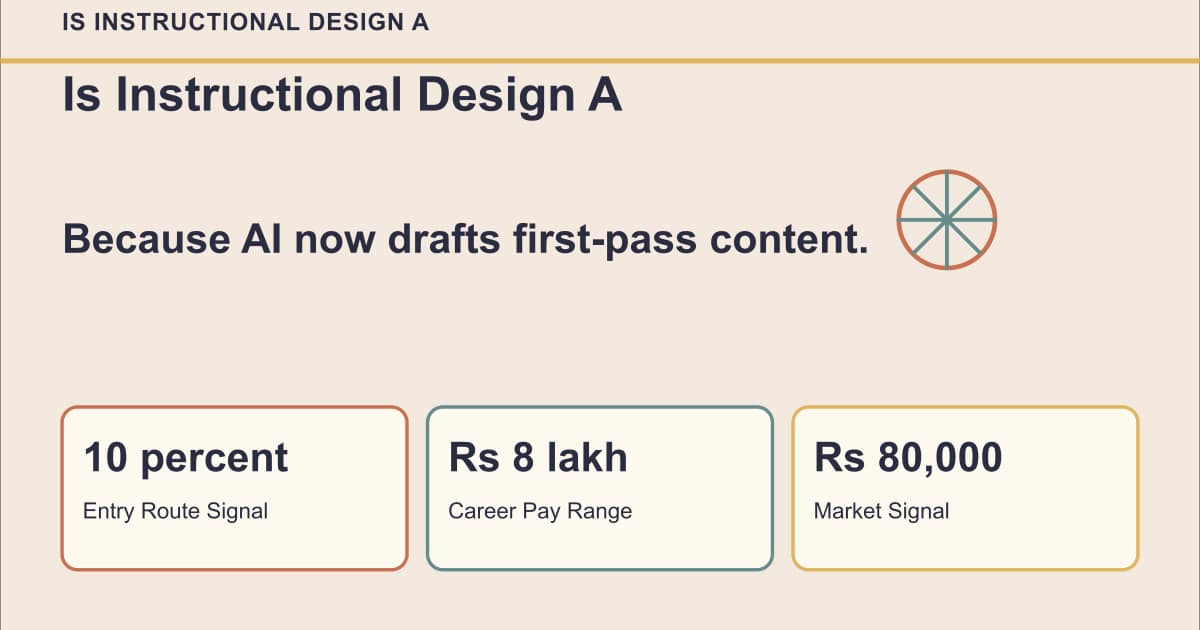 IS INSTRUCTIONAL DESIGN A
Is Instructional Design A
Because AI now drafts first-pass content.
10 percent
Entry Route Signal
Rs 8 lakh
Career Pay Range
Rs 80,000
Market Signal